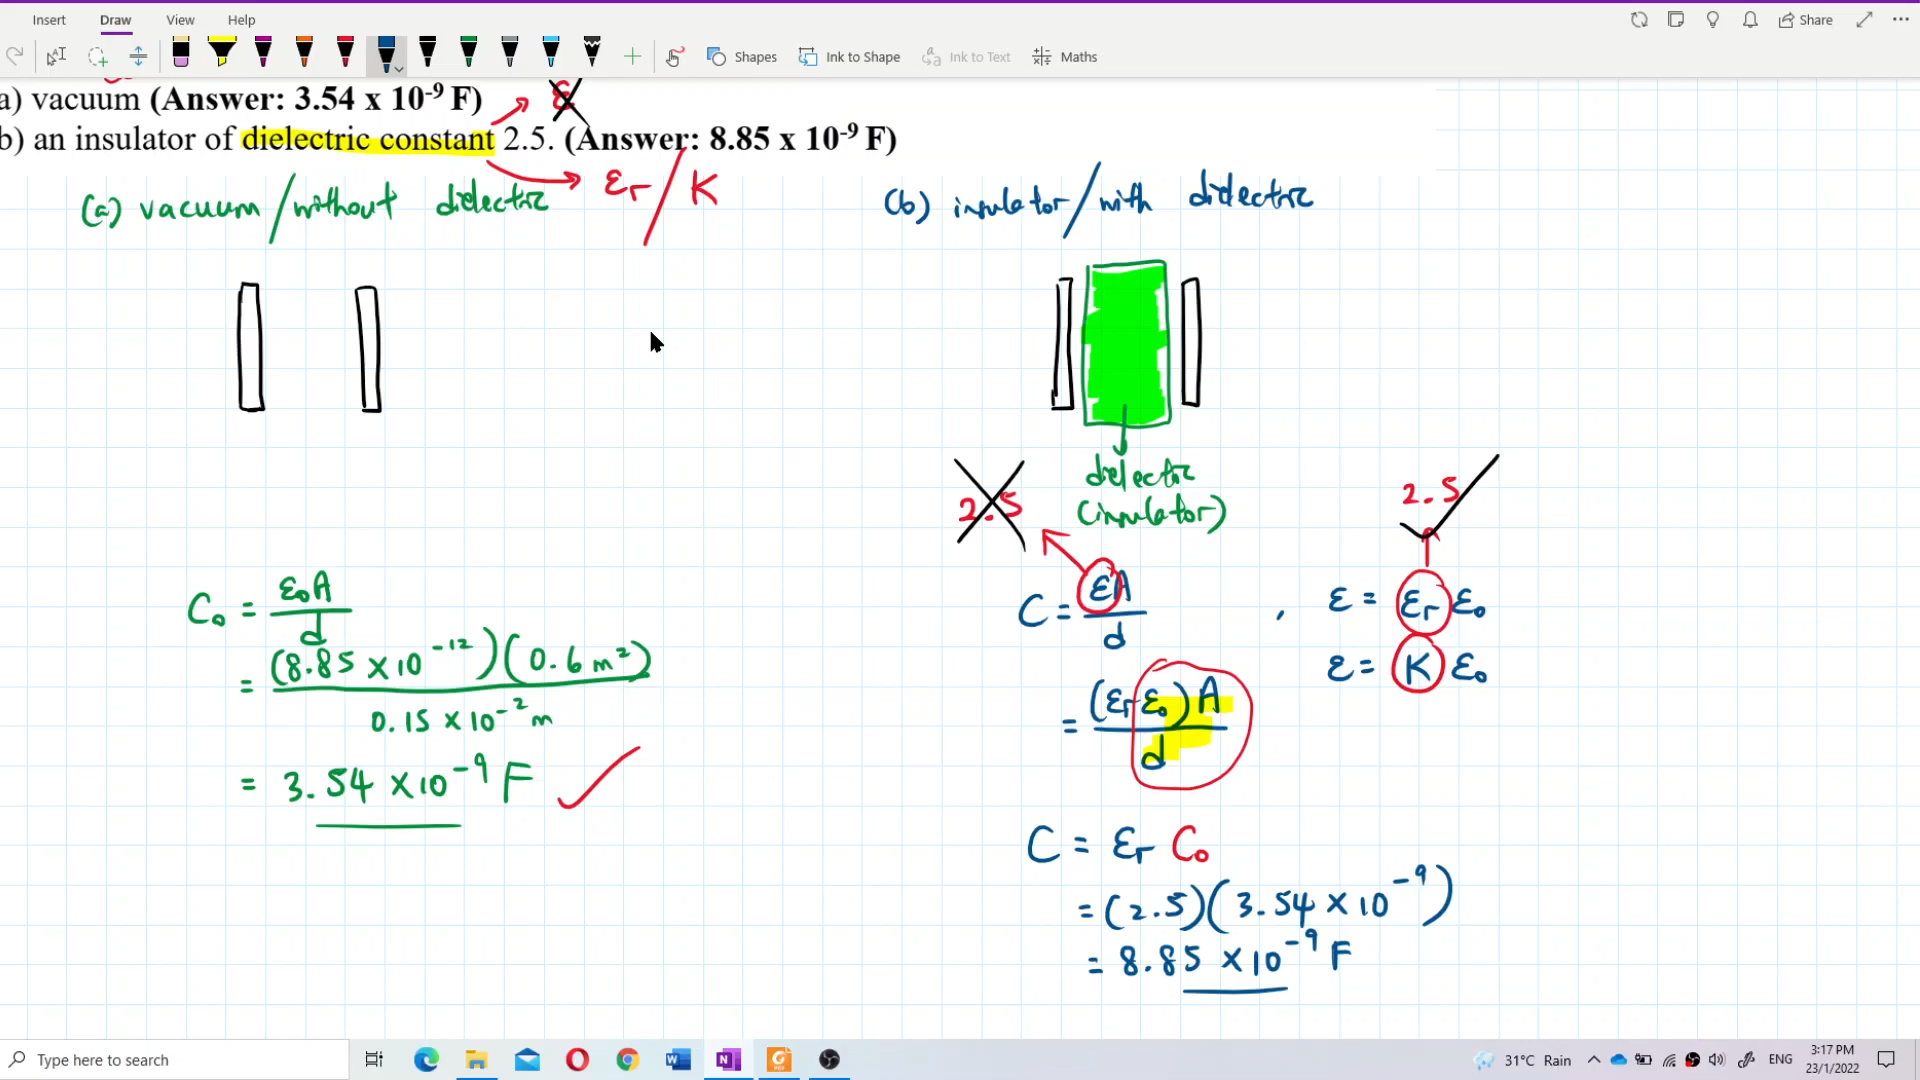 Insert Draw View Help
Shapes Ink to Shape Ink to Text Maths Share
a) vacuum (Answer: 3.54 x 10⁻⁹ F) → ε
b) an insulator of dielectric constant 2.5. (Answer: 8.85 x 10⁻⁹ F)
→ εr / K
(a) vacuum / without dielectric
(b) insulator / with dielectric
dielectric
(insulator)
2.5
2.5
C₀ = ε₀A / d
= (8.85 × 10⁻¹²)(0.6 m²) / 0.15 × 10⁻² m
= 3.54 × 10⁻⁹ F
C = εA / d , ε = εr ε₀
ε = K ε₀
= (εr ε₀) A / d
C = εr C₀
= (2.5)(3.54 × 10⁻⁹)
= 8.85 × 10⁻⁹ F
Type here to search
31°C Rain
ENG
3:17 PM
23/1/2022